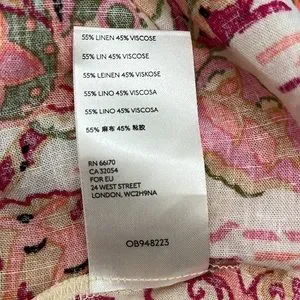 55% LINEN 45% VISCOSE
55% LIN 45% VISCOSE
55% LEINEN 45% VISKOSE
55% LINO 45% VISCOSA
55% LINO 45% VISCOSA
55% 麻布 45% 粘胶
RN 66170
CA 32054
FOR EU
24 WEST STREET
LONDON, WC2H9NA
OB948223